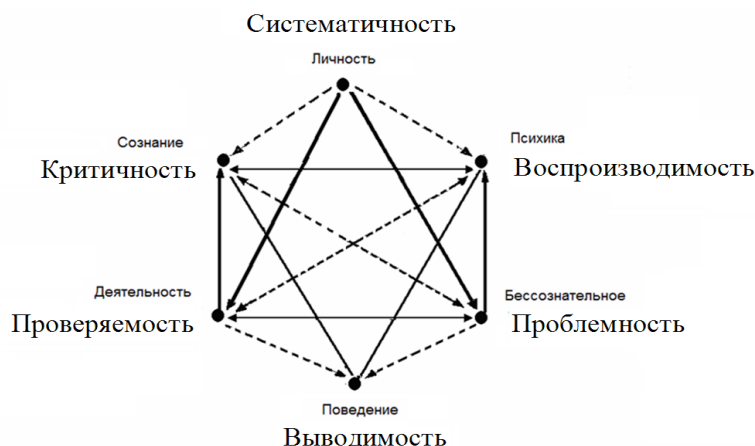 Систематичность
Личность
Сознание
Психика
Критичность
Воспроизводимость
Деятельность
Бессознательное
Проверяемость
Проблемность
Поведение
Выводимость